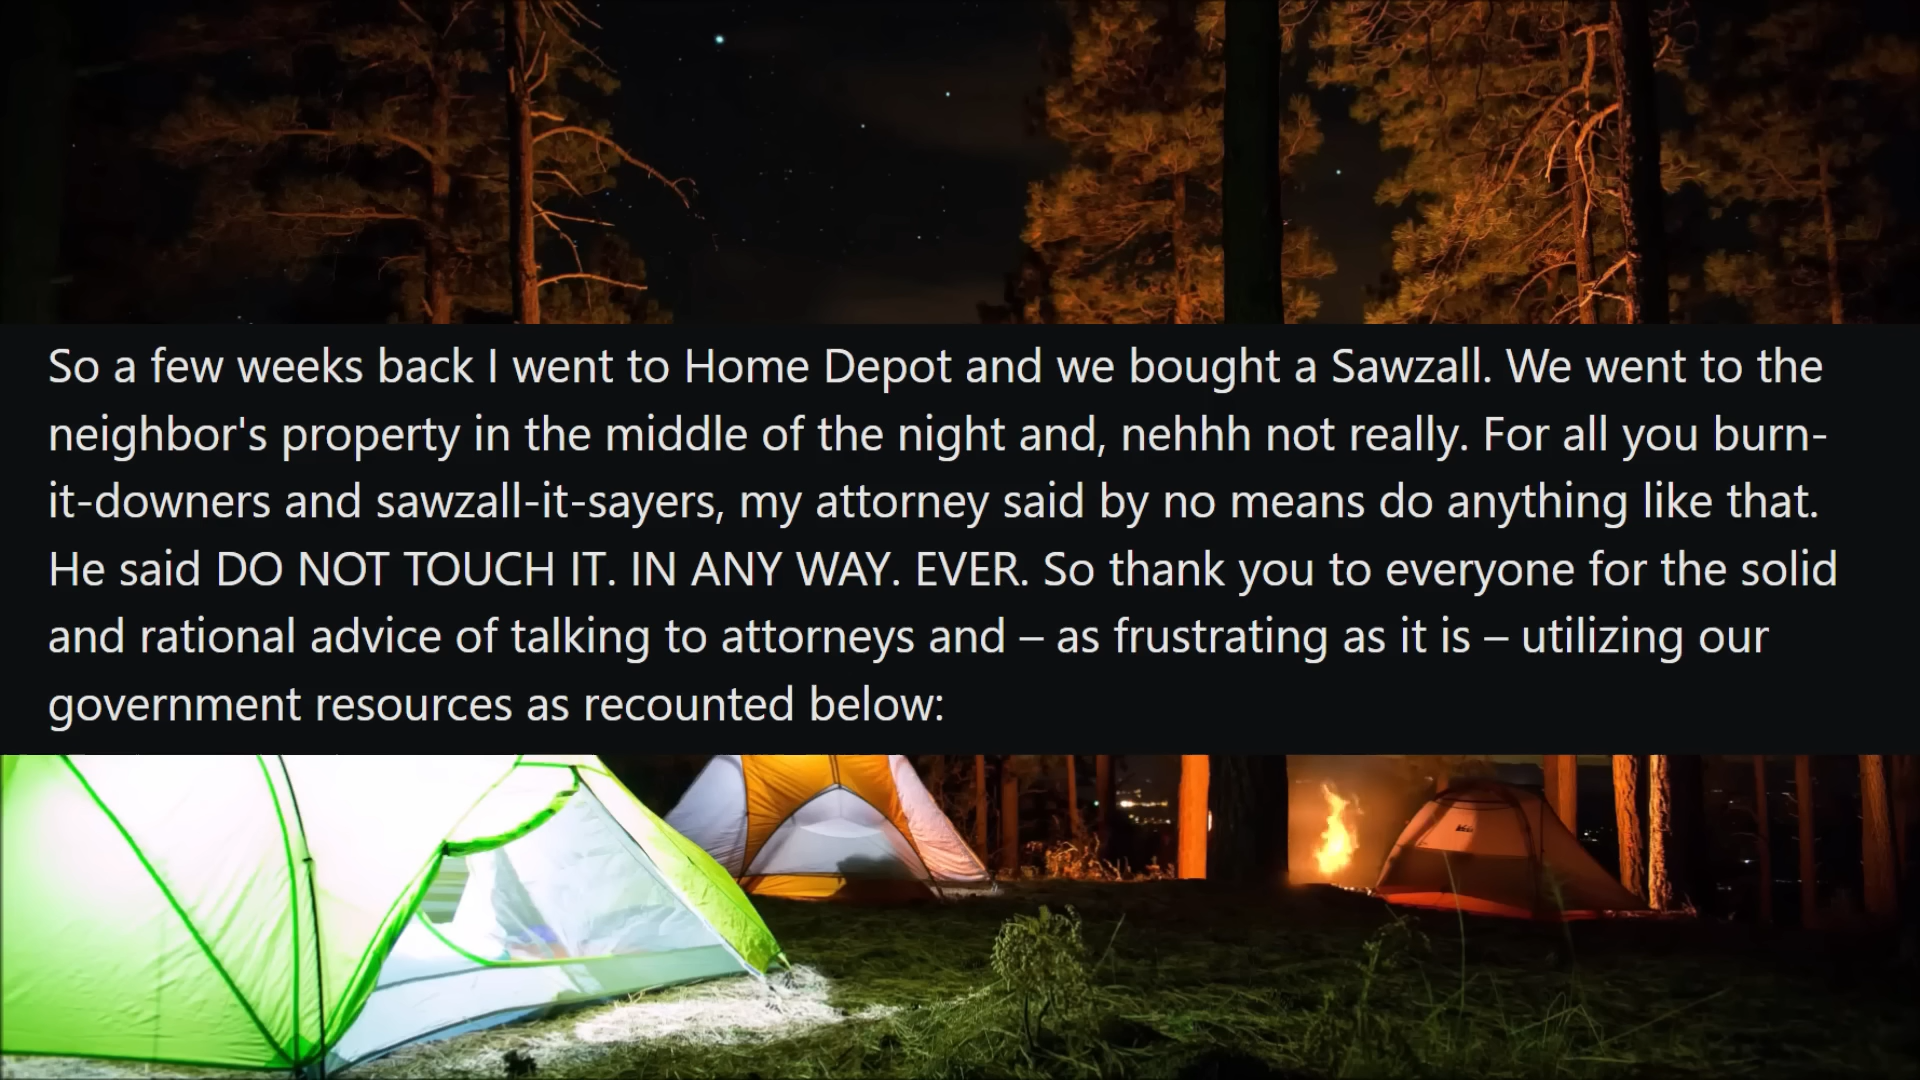 So a few weeks back I went to Home Depot and we bought a Sawzall. We went to the
neighbor's property in the middle of the night and, nehhh not really. For all you burn-
it-downers and sawzall-it-sayers, my attorney said by no means do anything like that.
He said DO NOT TOUCH IT. IN ANY WAY. EVER. So thank you to everyone for the solid
and rational advice of talking to attorneys and – as frustrating as it is – utilizing our
government resources as recounted below: